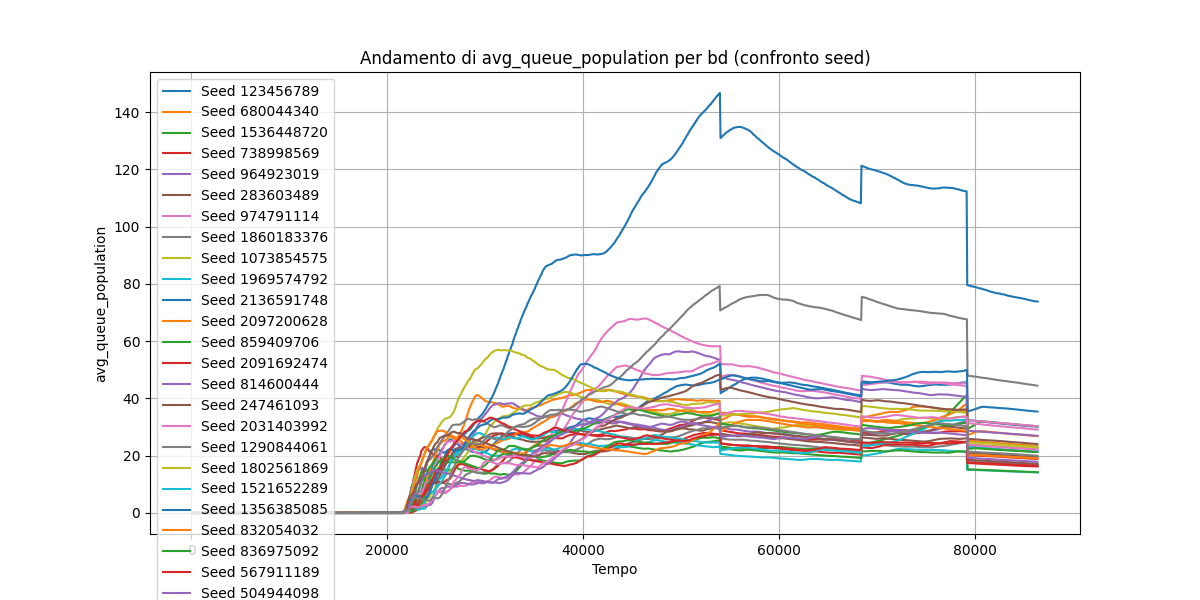 Andamento di avg_queue_population per bd (confronto seed)
avg_queue_population
140
120
100
80
60
40
20
0
Seed 123456789
Seed 680044340
Seed 1536448720
Seed 738998569
Seed 964923019
Seed 283603489
Seed 974791114
Seed 1860183376
Seed 1073854575
Seed 1969574792
Seed 2136591748
Seed 2097200628
Seed 859409706
Seed 2091692474
Seed 814600444
Seed 247461093
Seed 2031403992
Seed 1290844061
Seed 1802561869
Seed 1521652289
Seed 1356385085
Seed 832054032
Seed 836975092
Seed 567911189
Seed 504944098
0 20000 40000 60000 80000
Tempo